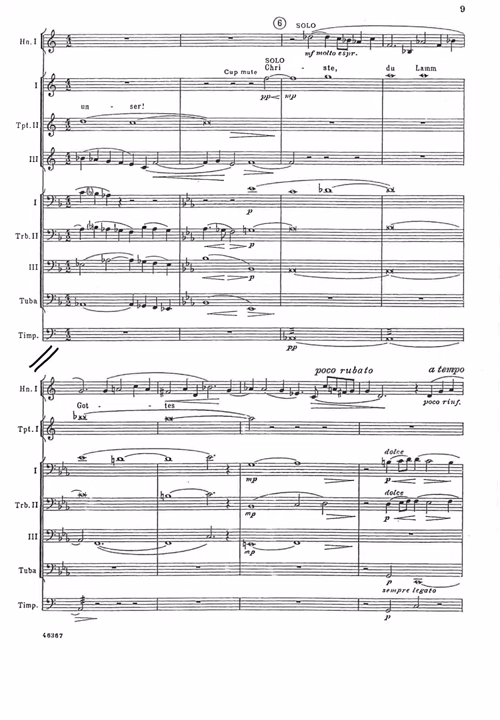 9
6
SOLO
Hn. I
mf molto espr.
SOLO
Cup mute
Chri - ste, du Lamm
I
pp mp
un - ser!
Tpt. II
III
I
p
Trb. II
p
III
p
Tuba
p
Timp.
pp
poco rubato
a tempo
Hn. I
poco rinf.
Got - tes
Tpt. I
dolce
I
mp
p
dolce
Trb. II
mp
p
III
mp
Tuba
p
sempre legato
Timp.
p
46367